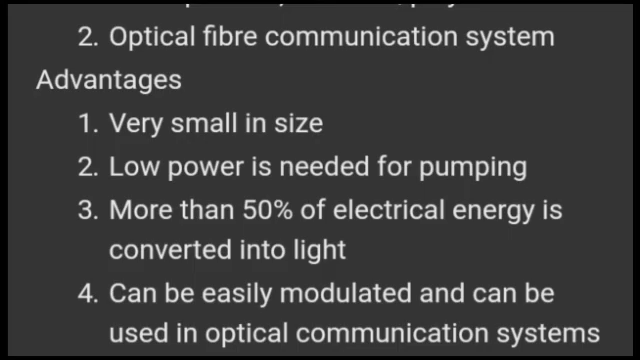 2. Optical fibre communication system
Advantages
1. Very small in size
2. Low power is needed for pumping
3. More than 50% of electrical energy is
converted into light
4. Can be easily modulated and can be
used in optical communication systems